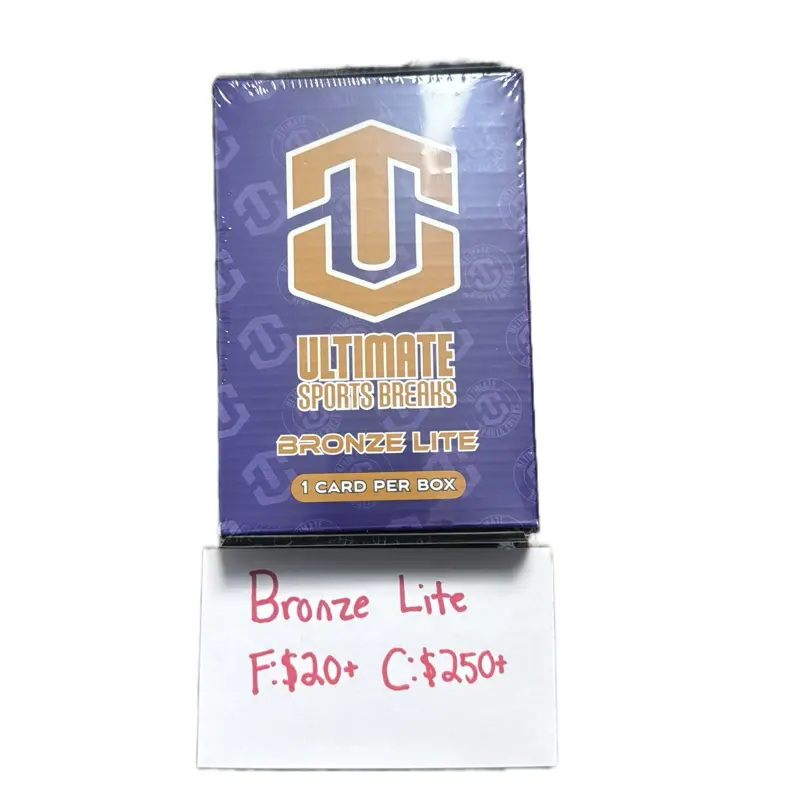 ULTIMATE
SPORTS BREAKS
BRONZE LITE
1 CARD PER BOX
Bronze Lite
F:$20+ C:$250+